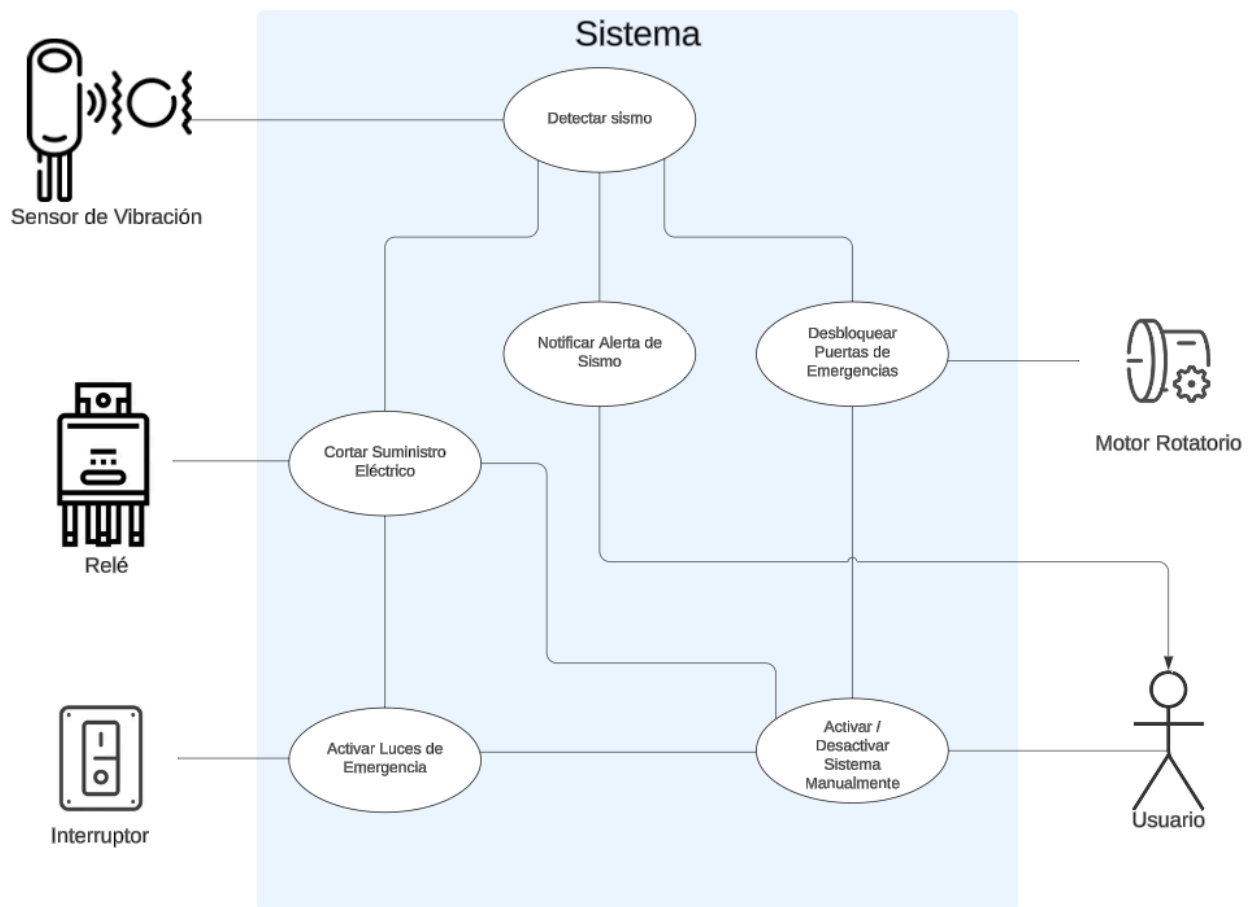 Sistema
Detectar sismo
Sensor de Vibración
Notificar Alerta de
Sismo
Desbloquear
Puertas de
Emergencias
Motor Rotatorio
Cortar Suministro
Eléctrico
Relé
Activar Luces de
Emergencia
Activar /
Desactivar
Sistema
Manualmente
Interruptor
Usuario